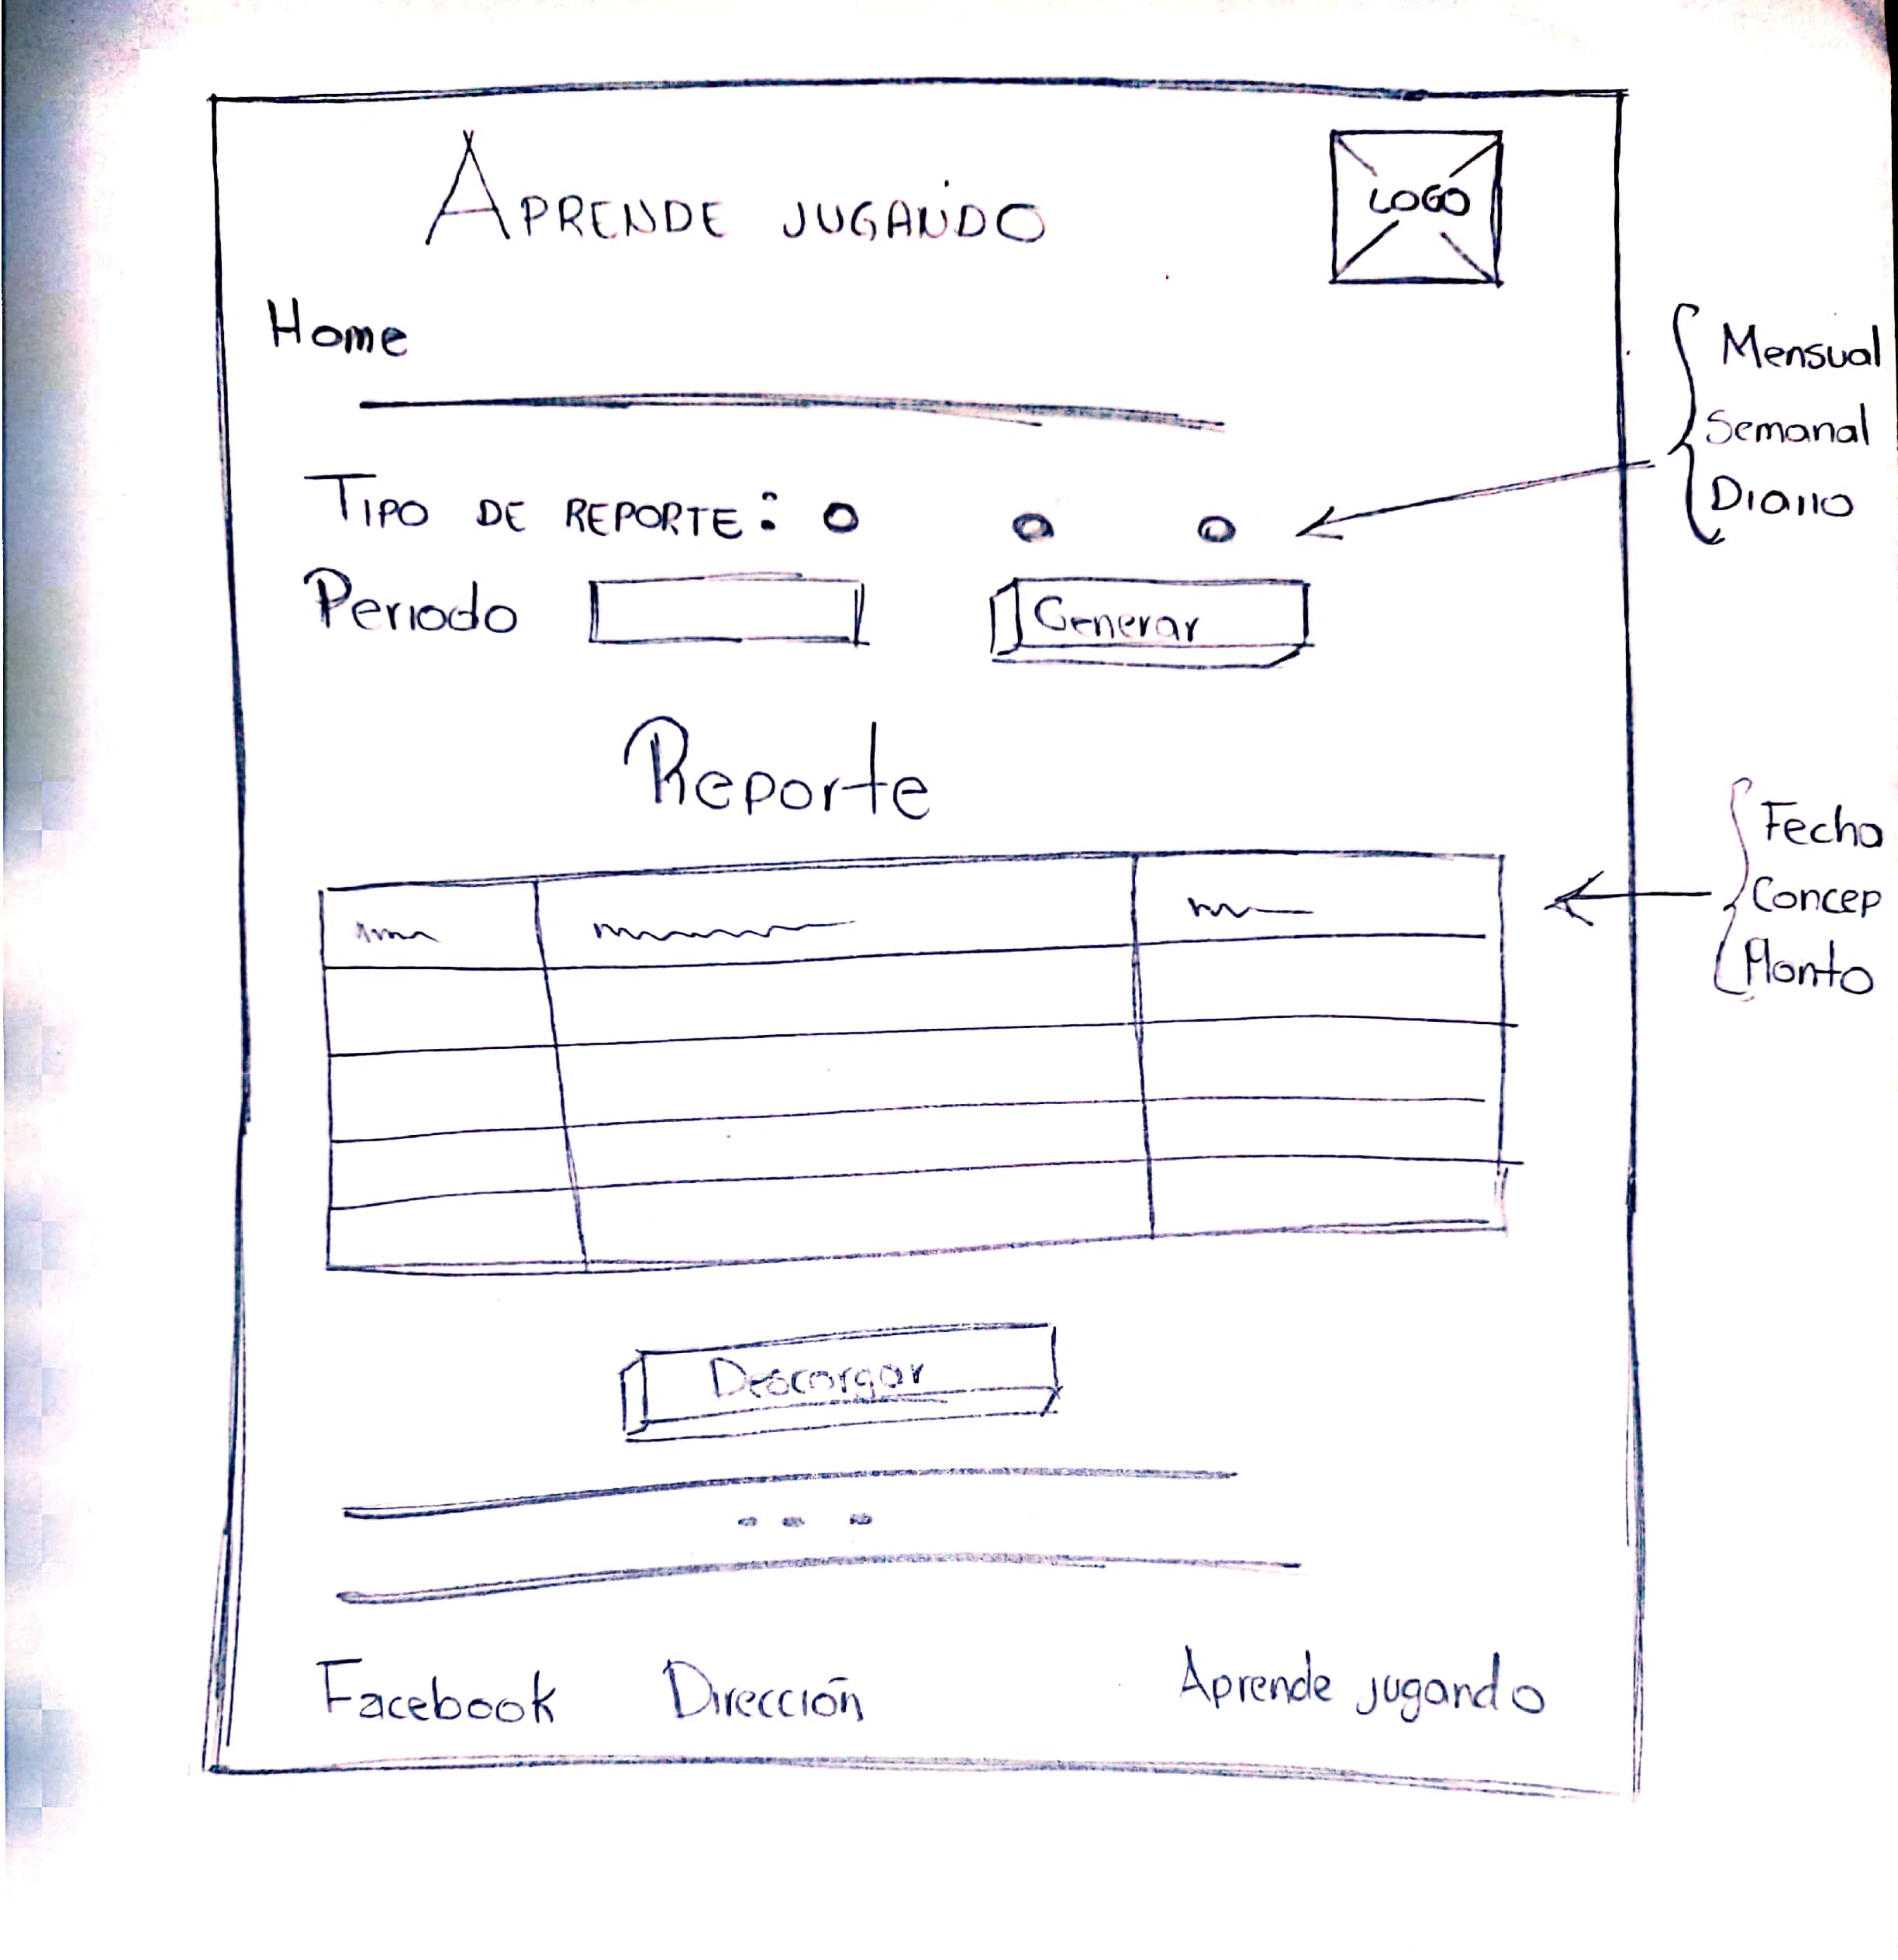 APRENDE JUGANDO
LOGO
Home
Mensual
Semanal
Diario
TIPO DE REPORTE:
Periodo
Generar
Reporte
Fecha
Concep
Monto
Descargar
Facebook Dirección Aprende jugando